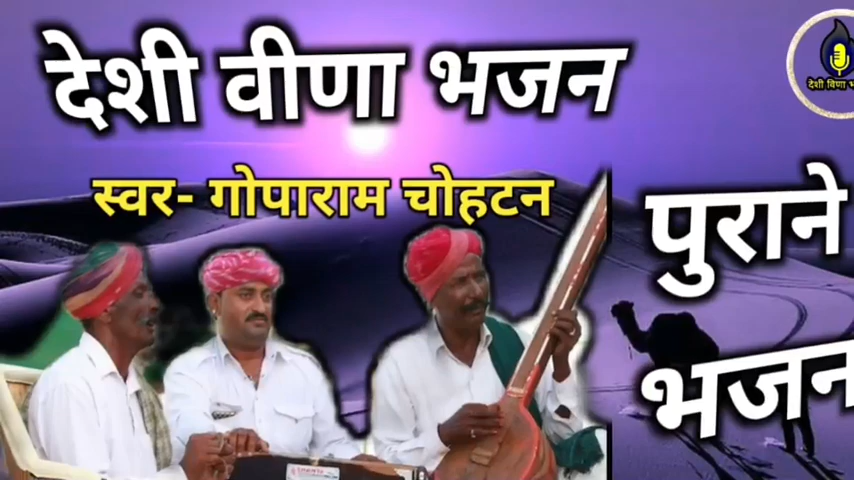 देशी वीणा भजन
स्वर- गोपाराम चोहटन
पुराने
भजन
देशी विणा